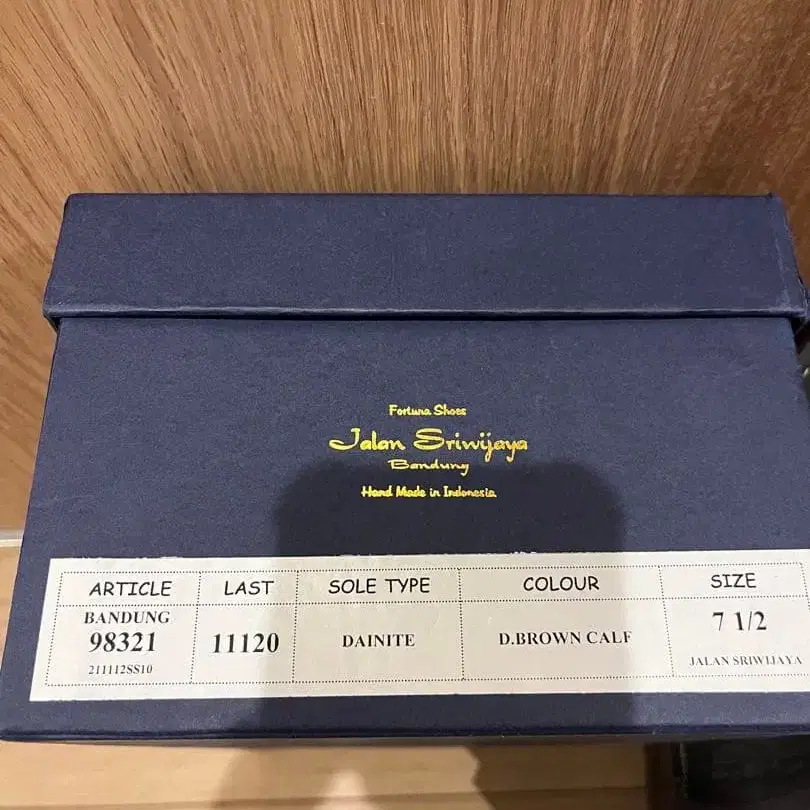 Fortuna Shoes
Jalan Sriwijaya
Bandung
Hand Made in Indonesia
ARTICLE LAST SOLE TYPE COLOUR SIZE
BANDUNG
98321 11120 DAINITE D.BROWN CALF 7 1/2
211112SS10 JALAN SRIWIJAYA